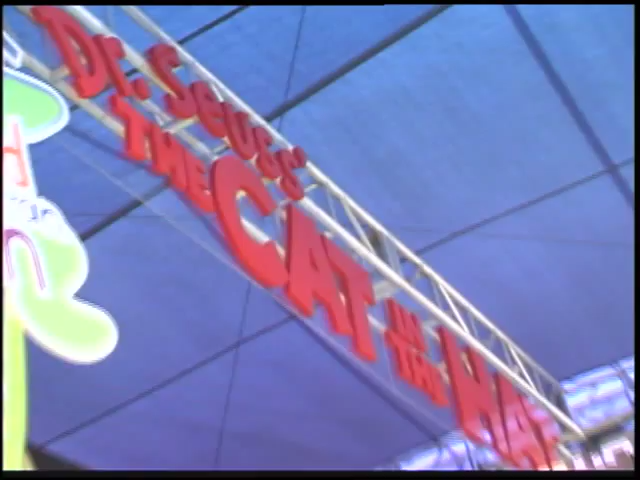 Dr. Seuss'
THE CAT IN THE HAT